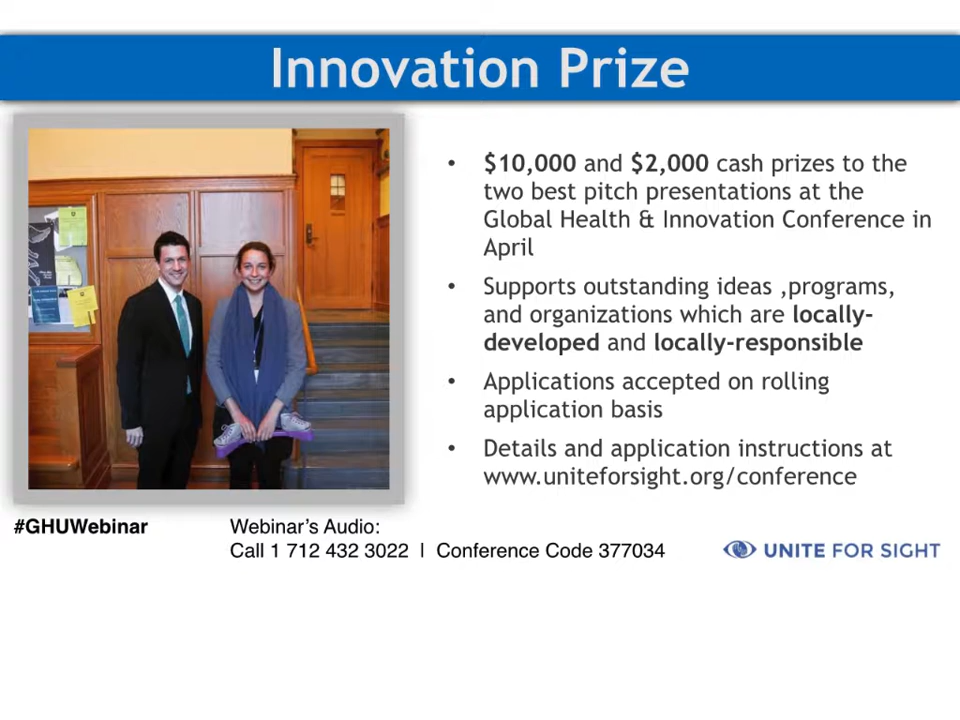 Innovation Prize
• $10,000 and $2,000 cash prizes to the
two best pitch presentations at the
Global Health & Innovation Conference in
April
• Supports outstanding ideas ,programs,
and organizations which are locally-
developed and locally-responsible
• Applications accepted on rolling
application basis
• Details and application instructions at
www.uniteforsight.org/conference
#GHUWebinar
Webinar's Audio:
Call 1 712 432 3022 | Conference Code 377034
UNITE FOR SIGHT